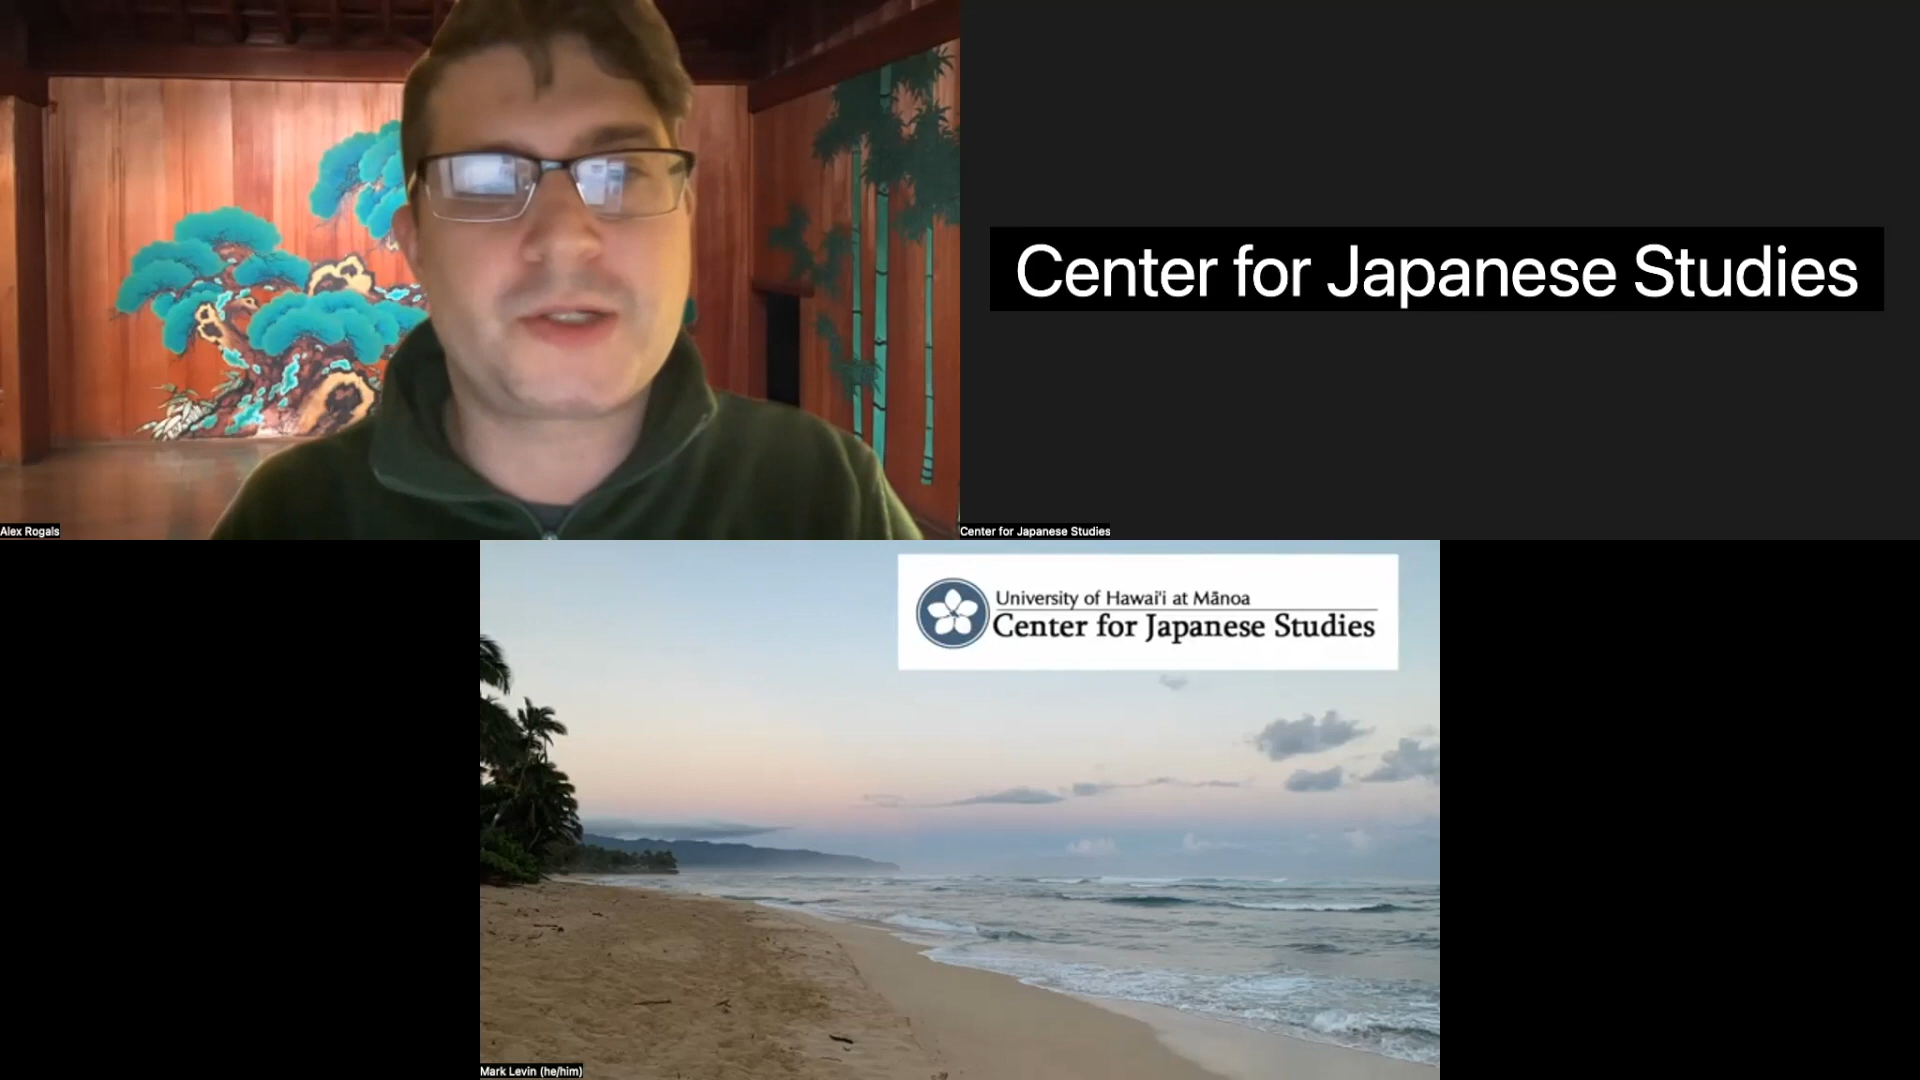 Center for Japanese Studies
Alex Rogals
Center for Japanese Studies
University of Hawai'i at Mānoa
Center for Japanese Studies
Mark Levin (he/him)